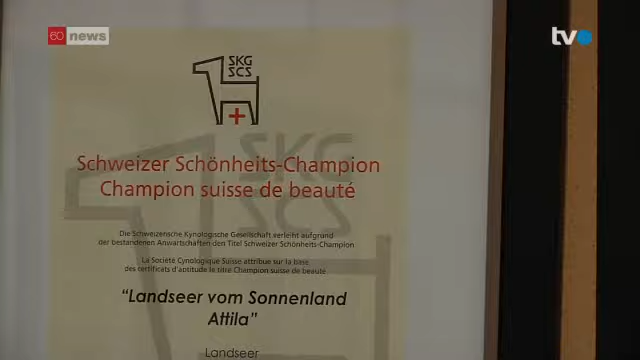 60 news
tvo
SKG
SCS
Schweizer Schönheits-Champion
Champion suisse de beauté
Die Schweizerische Kynologische Gesellschaft verleiht aufgrund
der bestandenen Anwartschaften den Titel Schweizer Schönheits-Champion
La Société Cynologique Suisse attribue sur la base
des certificats d'aptitude le titre Champion suisse de beauté
"Landseer vom Sonnenland
Attila"
Landseer